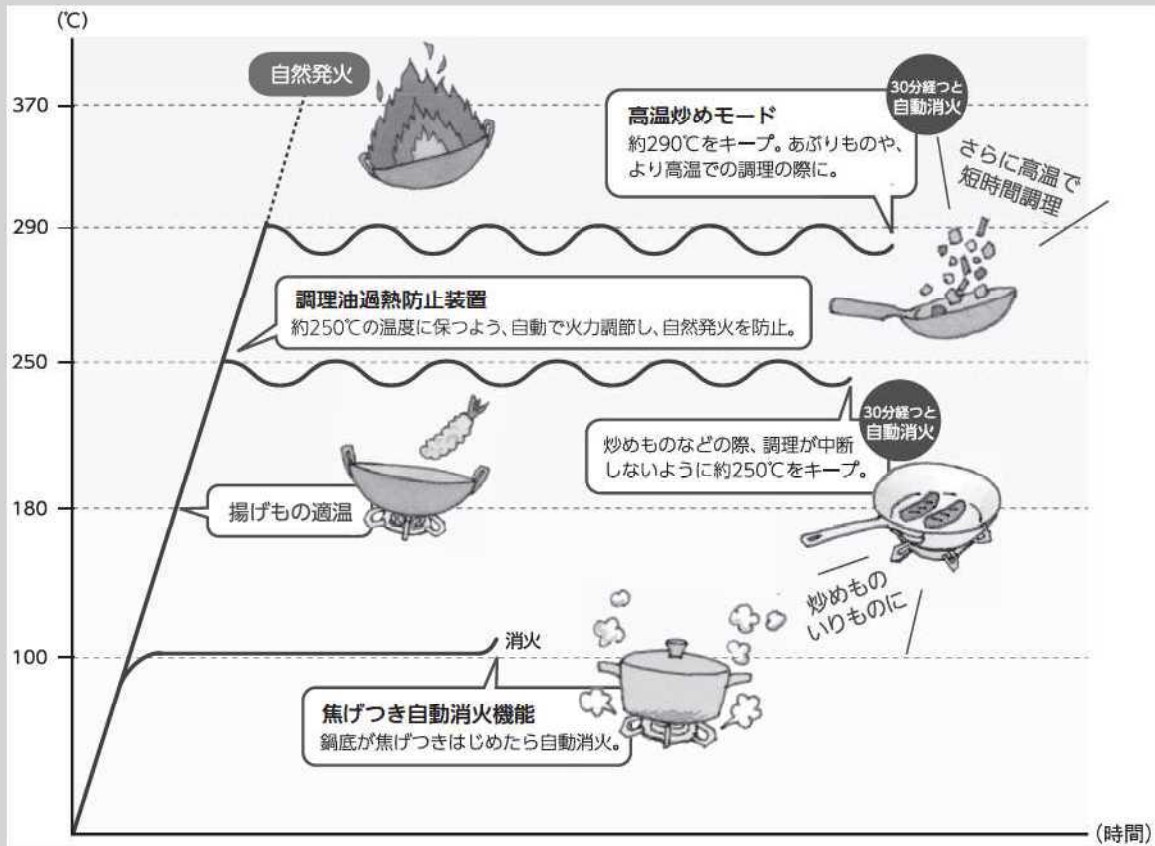 (℃)
自然発火
370
30分経つと
自動消火
高温炒めモード
約290℃をキープ。あぶりものや、
より高温での調理の際に。
さらに高温で
短時間調理
290
調理油過熱防止装置
約250℃の温度に保つよう、自動で火力調節し、自然発火を防止。
250
30分経つと
自動消火
炒めものなどの際、調理が中断
しないように約250℃をキープ。
揚げもの適温
180
炒めもの
いりものに
消火
100
焦げつき自動消火機能
鍋底が焦げつきはじめたら自動消火。
(時間)